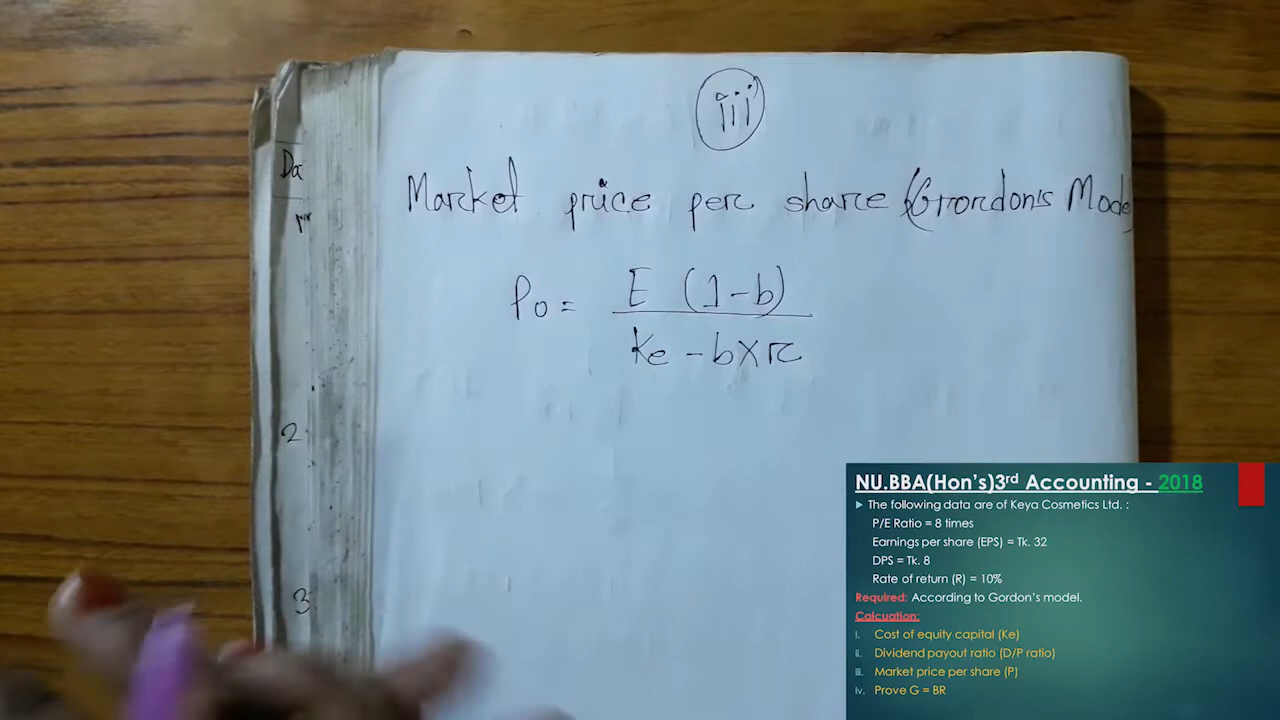 iii
Market price per share (Gordon's Mode
Po = E (1-b)
Ke - b×r
Da
2
3
NU.BBA(Hon's)3rd Accounting - 2018
The following data are of Keya Cosmetics Ltd. :
P/E Ratio = 8 times
Earnings per share (EPS) = Tk. 32
DPS = Tk. 8
Rate of return (R) = 10%
Required: According to Gordon's model.
Calcuation:
i. Cost of equity capital (Ke)
ii. Dividend payout ratio (D/P ratio)
iii. Market price per share (P)
iv. Prove G = BR